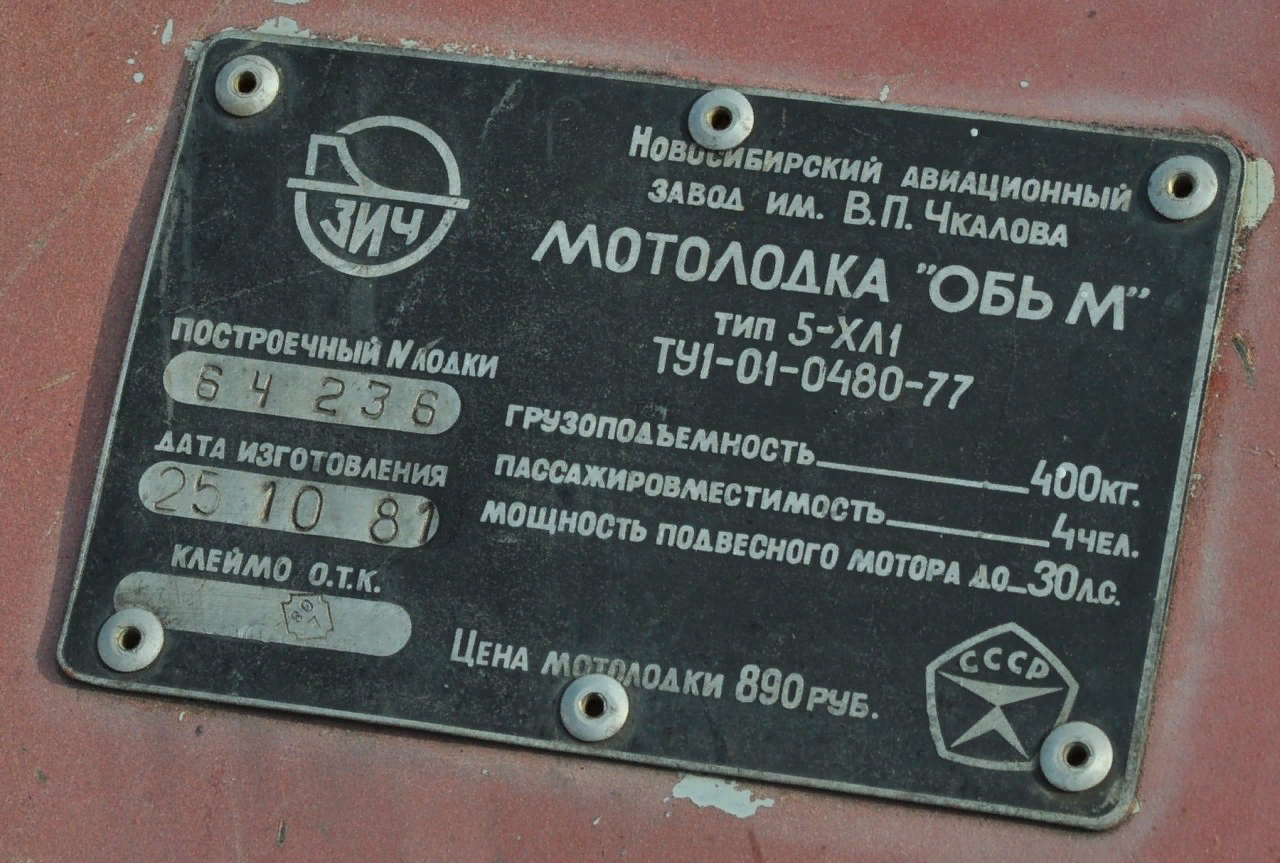 ЗИЧ
Новосибирский авиационный
завод им. В.П. Чкалова
Мотолодка "Обь М"
тип 5-ХЛ1
ТУ1-01-0480-77
Построечный N лодки
64 236
Дата изготовления
25 10 81
Клеймо О.Т.К.
Грузоподъемность 400кг.
Пассажировместимость 4чел.
Мощность подвесного мотора до 30л.с.
Цена мотолодки 890 руб.
СССР